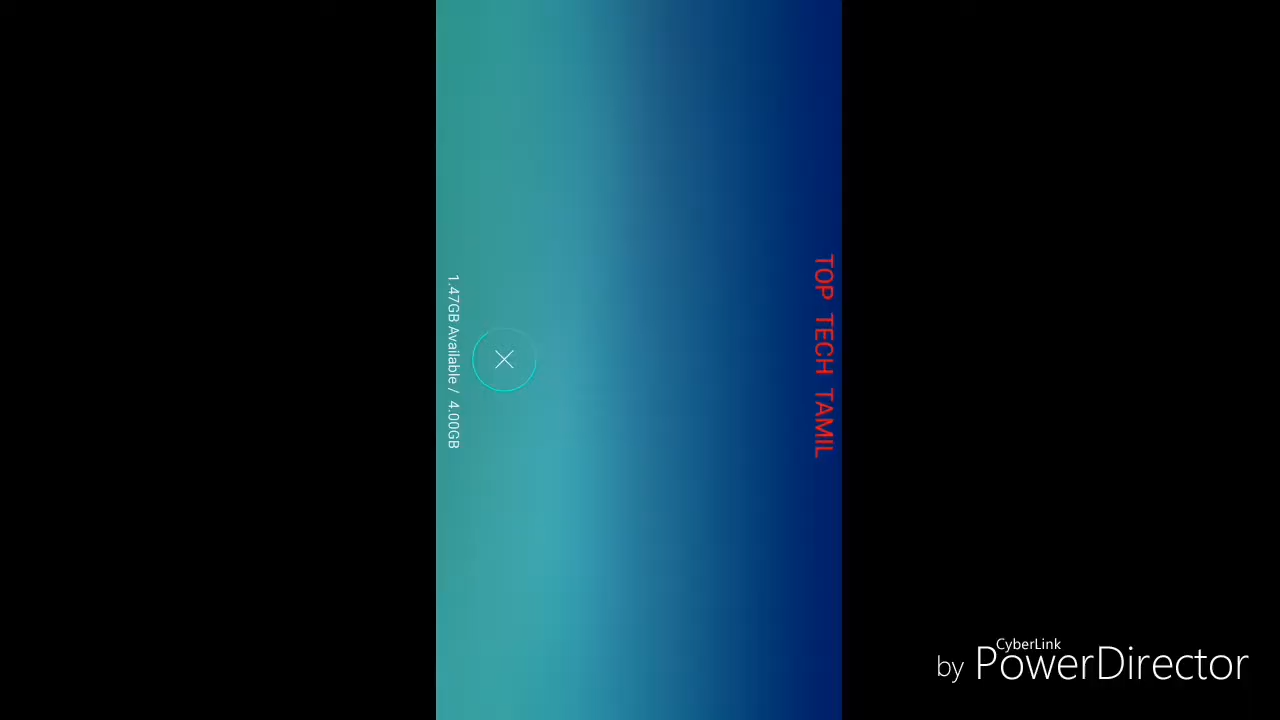 TOP TECH TAMIL
1.47GB Available / 4.00GB
CyberLink
by PowerDirector